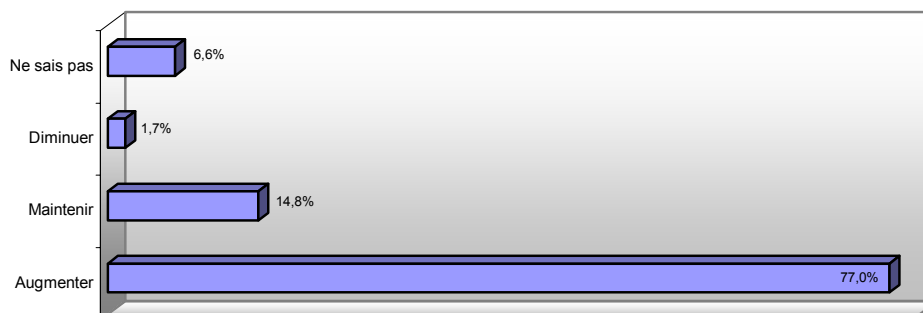 Ne sais pas 6,6%
Diminuer 1,7%
Maintenir 14,8%
Augmenter 77,0%